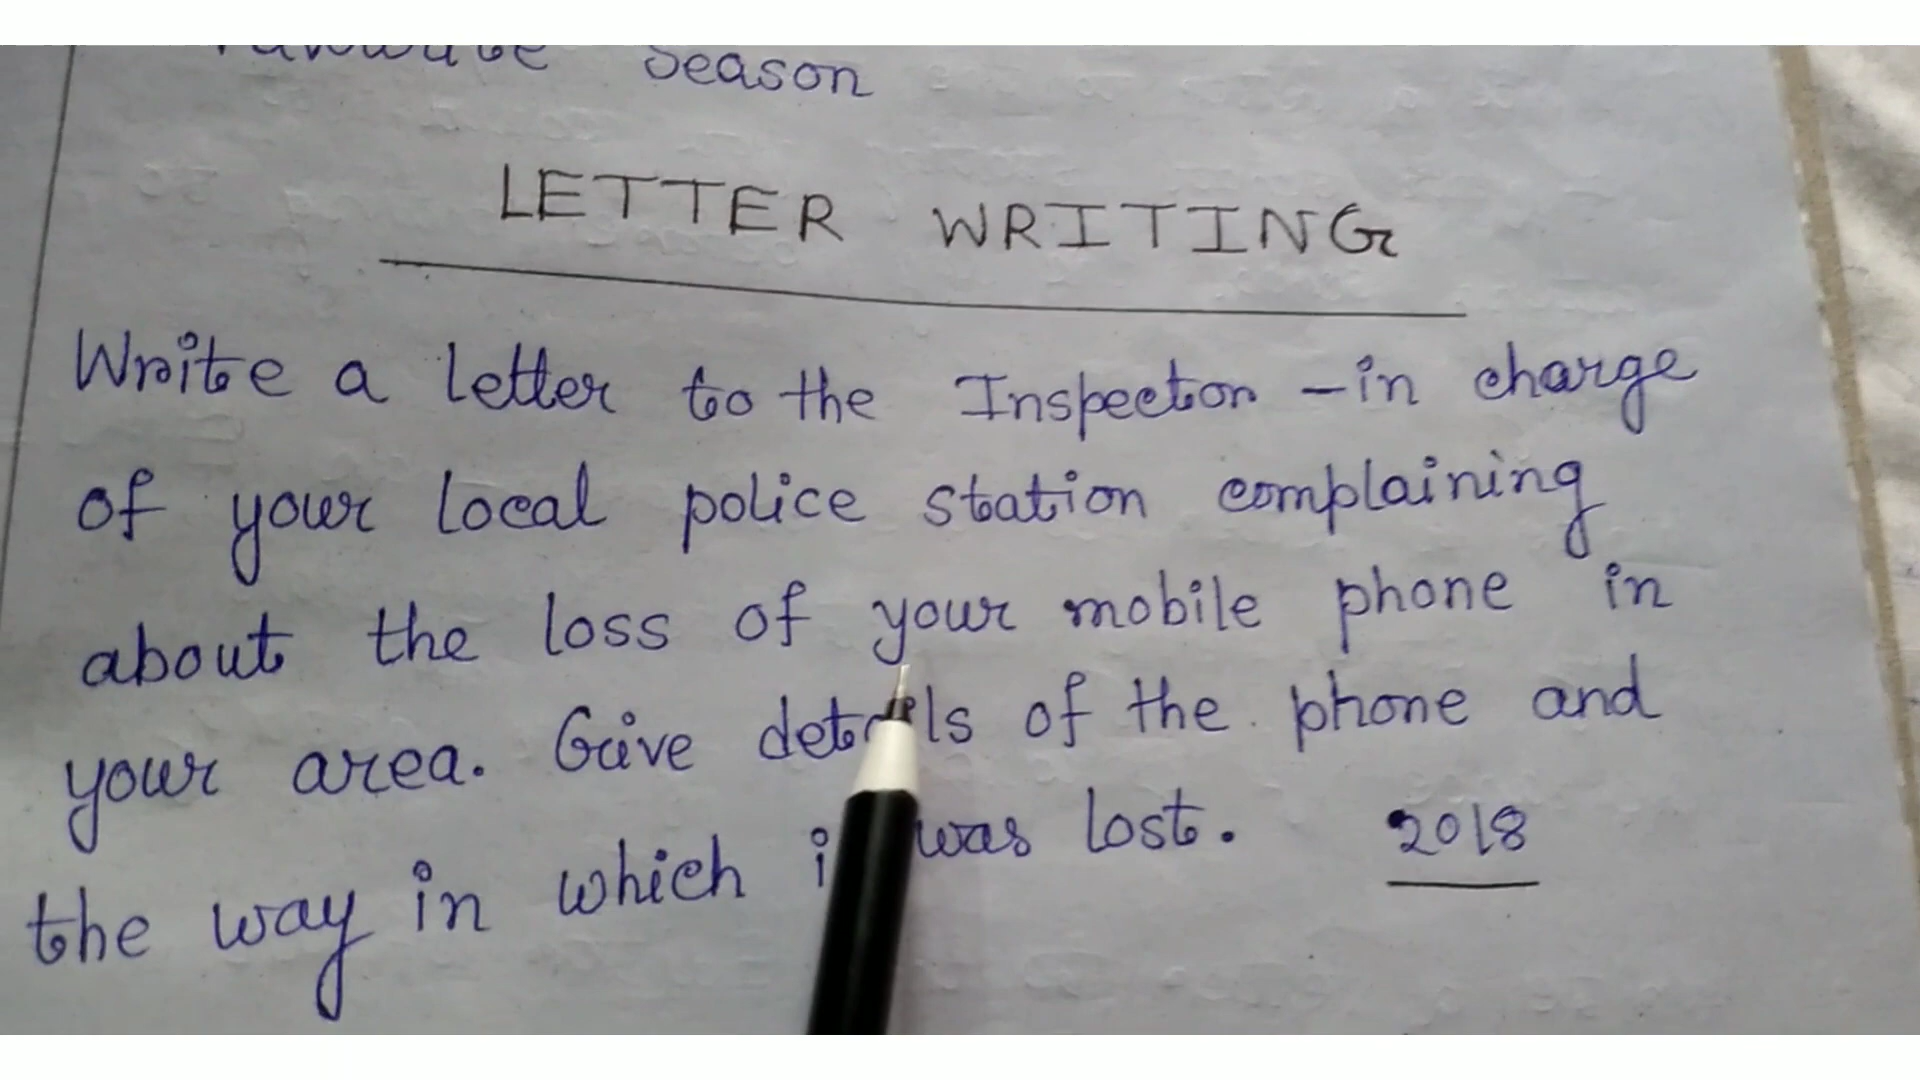 Season
LETTER WRITING
Write a letter to the Inspector -in charge
of your local police station complaining
about the loss of your mobile phone in
your area. Give details of the phone and
the way in which was lost. 2018